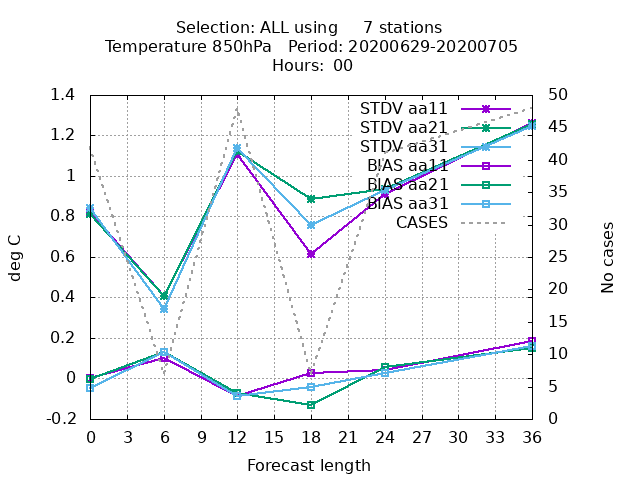 Selection: ALL using     7 stations
Temperature 850hPa   Period: 20200629-20200705
Hours:  00
1.4
1.2
1
0.8
0.6
0.4
0.2
0
-0.2
deg C
50
45
40
35
30
25
20
15
10
5
0
No cases
STDV aa11
STDV aa21
STDV aa31
BIAS aa11
BIAS aa21
BIAS aa31
CASES
0 3 6 9 12 15 18 21 24 27 30 33 36
Forecast length